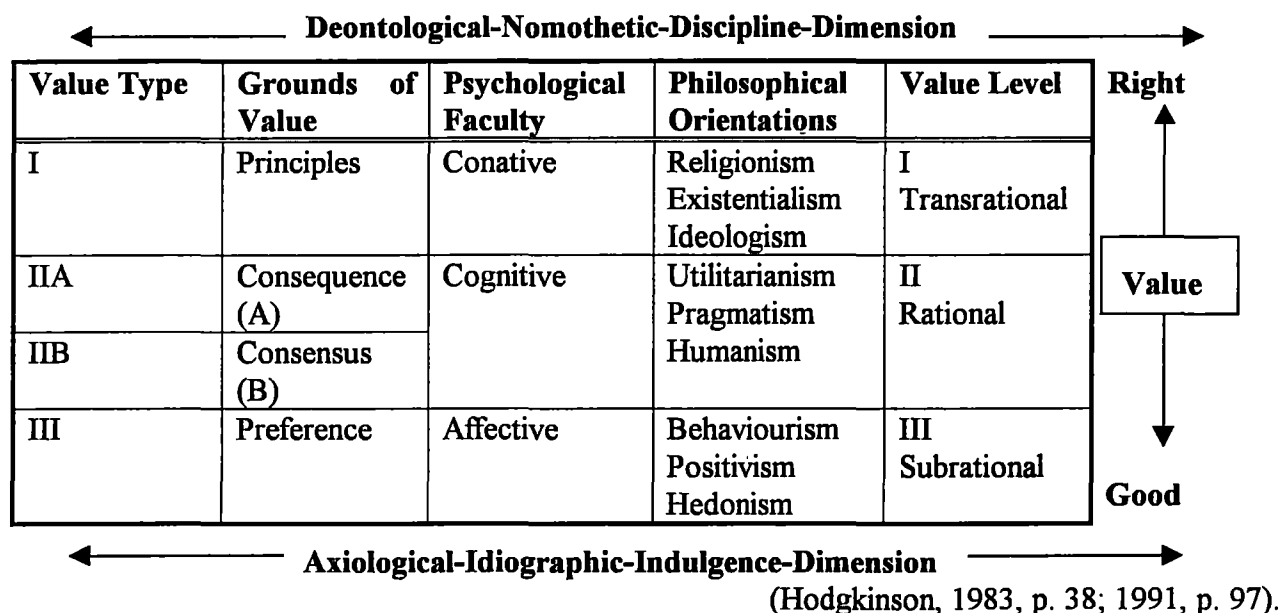 Deontological-Nomothetic-Discipline-Dimension
Value Type Grounds of Value Psychological Faculty Philosophical Orientations Value Level Right
I Principles Conative Religionism Existentialism Ideologism I Transrational
IIA Consequence (A) Cognitive Utilitarianism Pragmatism Humanism II Rational Value
IIB Consensus (B)
III Preference Affective Behaviourism Positivism Hedonism III Subrational
Good
Axiological-Idiographic-Indulgence-Dimension
(Hodgkinson, 1983, p. 38; 1991, p. 97).